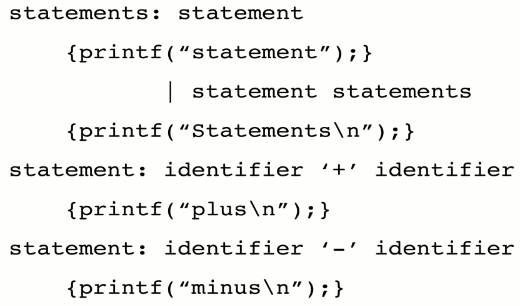 statements: statement
{printf(“statement”);}
| statement statements
{printf(“Statements\n”);}
statement: identifier ‘+’ identifier
{printf(“plus\n”);}
statement: identifier ‘-’ identifier
{printf(“minus\n”);}